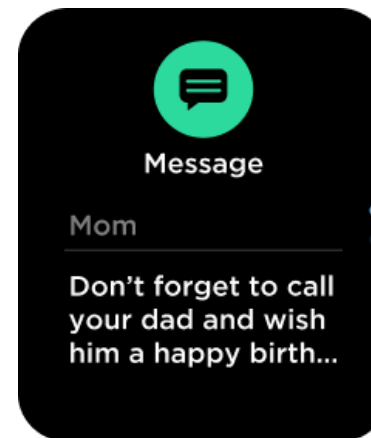 Message
Mom
Don’t forget to call
your dad and wish
him a happy birth...